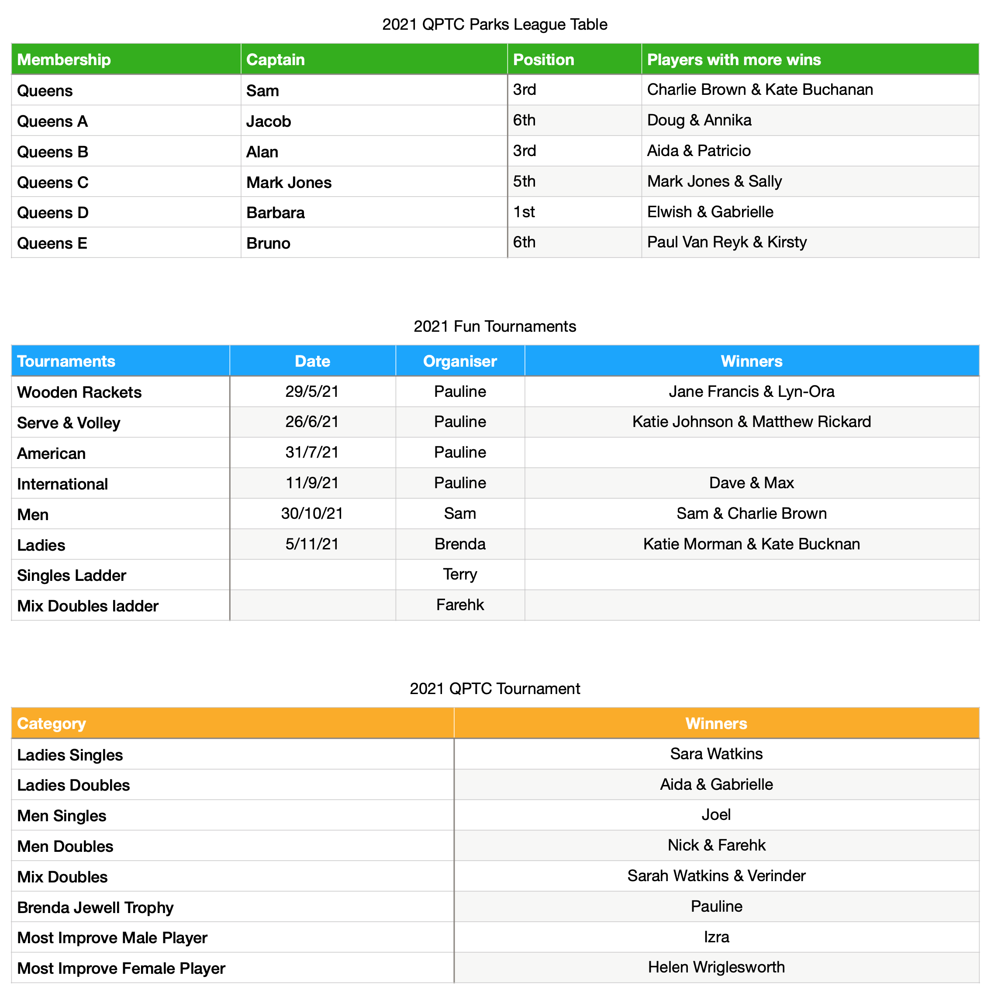 2021 QPTC Parks League Table
Membership Captain Position Players with more wins
Queens Sam 3rd Charlie Brown & Kate Buchanan
Queens A Jacob 6th Doug & Annika
Queens B Alan 3rd Aida & Patricio
Queens C Mark Jones 5th Mark Jones & Sally
Queens D Barbara 1st Elwish & Gabrielle
Queens E Bruno 6th Paul Van Reyk & Kirsty
2021 Fun Tournaments
Tournaments Date Organiser Winners
Wooden Rackets 29/5/21 Pauline Jane Francis & Lyn-Ora
Serve & Volley 26/6/21 Pauline Katie Johnson & Matthew Rickard
American 31/7/21 Pauline
International 11/9/21 Pauline Dave & Max
Men 30/10/21 Sam Sam & Charlie Brown
Ladies 5/11/21 Brenda Katie Morman & Kate Bucknan
Singles Ladder Terry
Mix Doubles ladder Farehk
2021 QPTC Tournament
Category Winners
Ladies Singles Sara Watkins
Ladies Doubles Aida & Gabrielle
Men Singles Joel
Men Doubles Nick & Farehk
Mix Doubles Sarah Watkins & Verinder
Brenda Jewell Trophy Pauline
Most Improve Male Player Izra
Most Improve Female Player Helen Wriglesworth